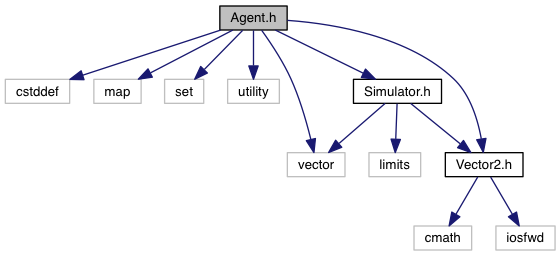 Agent.h
cstddef
map
set
utility
Simulator.h
vector
limits
Vector2.h
cmath
iosfwd